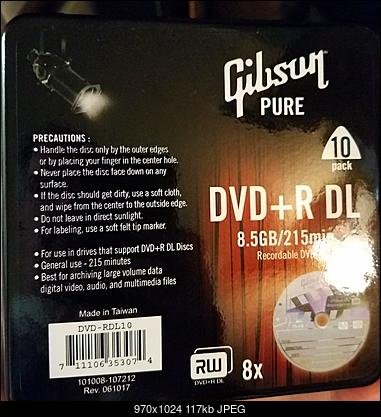 Gibson
PURE
PRECAUTIONS :
• Handle the disc only by the outer edges
or by placing your finger in the center hole.
• Never place the disc face down on any
surface.
• If the disc should get dirty, use a soft cloth,
and wipe from the center to the outside edge.
• Do not leave in direct sunlight.
• For labeling, use a soft felt tip marker.
• For use in drives that support DVD+R DL Discs
• General use - 215 minutes
• Best for archiving large volume data
digital video, audio, and multimedia files
10
pack
DVD+R DL
8.5GB/215min
Recordable
Made in Taiwan
DVD-RDL10
7 11106 35307 4
101008-107212
Rev. 061017
RW
DVD+R DL
8x
970x1024 117kb JPEG